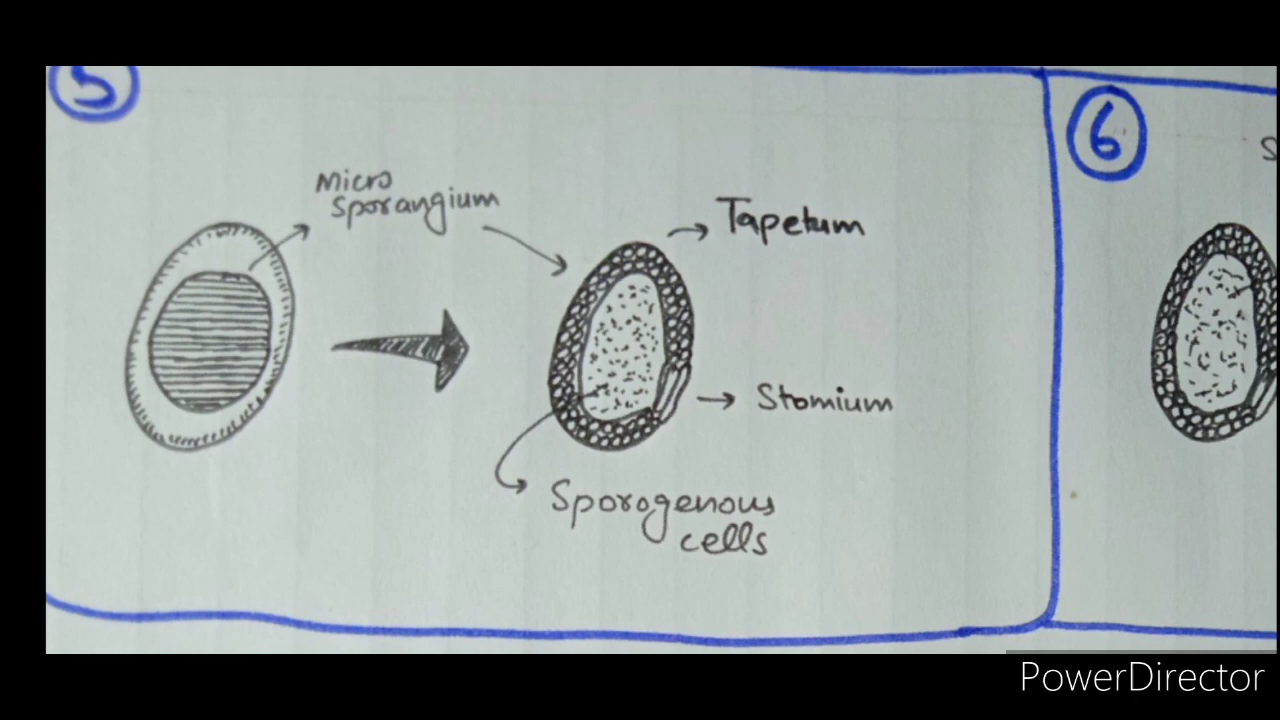 5
6
S
Micro
Sporangium
Tapetum
Stomium
Sporogenous
cells
PowerDirector